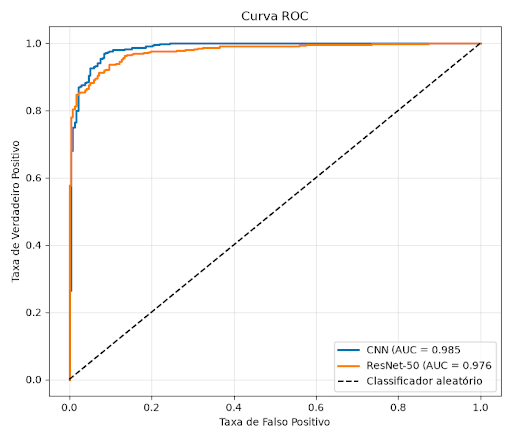 Curva ROC
Taxa de Verdadeiro Positivo
1.0
0.8
0.6
0.4
0.2
0.0
0.0 0.2 0.4 0.6 0.8 1.0
Taxa de Falso Positivo
CNN (AUC = 0.985
ResNet-50 (AUC = 0.976
Classificador aleatório